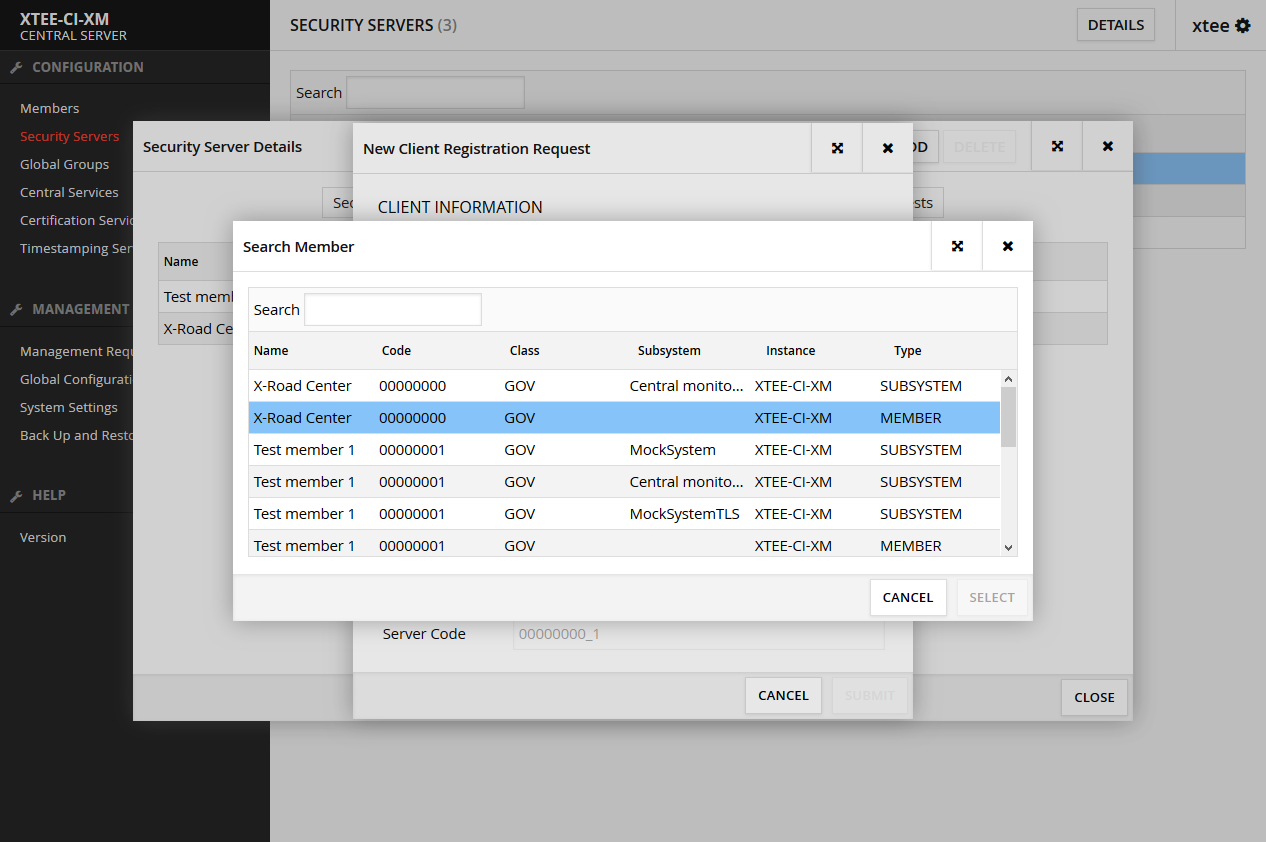 XTEE-CI-XM
CENTRAL SERVER
SECURITY SERVERS (3)
DETAILS
xtee
CONFIGURATION
Members
Security Servers
Global Groups
Central Services
Certification Servic
Timestamping Ser
MANAGEMENT
Management Requ
Global Configurati
System Settings
Back Up and Resto
HELP
Version
Search
Security Server Details
DD
DELETE
Sec
ests
Name
Test memb
X-Road Ce
CLOSE
New Client Registration Request
CLIENT INFORMATION
Server Code 00000000_1
CANCEL SUBMIT
Search Member
Search
Name Code Class Subsystem Instance Type
X-Road Center 00000000 GOV Central monito... XTEE-CI-XM SUBSYSTEM
X-Road Center 00000000 GOV XTEE-CI-XM MEMBER
Test member 1 00000001 GOV MockSystem XTEE-CI-XM SUBSYSTEM
Test member 1 00000001 GOV Central monito... XTEE-CI-XM SUBSYSTEM
Test member 1 00000001 GOV MockSystemTLS XTEE-CI-XM SUBSYSTEM
Test member 1 00000001 GOV XTEE-CI-XM MEMBER
CANCEL SELECT